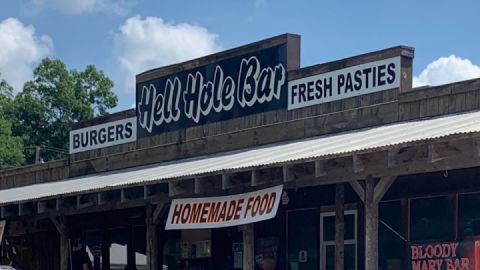 BURGERS
Hell Hole Bar
FRESH PASTIES
HOMEMADE FOOD
BLOODY
MARY BAR